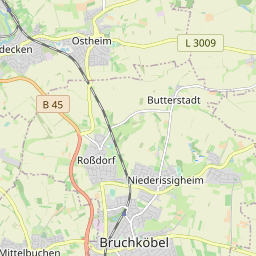 Ostheim
L 3009
decken
B 45
Butterstadt
Roßdorf
Niederissigheim
Bruchköbel
Mittelbuchen